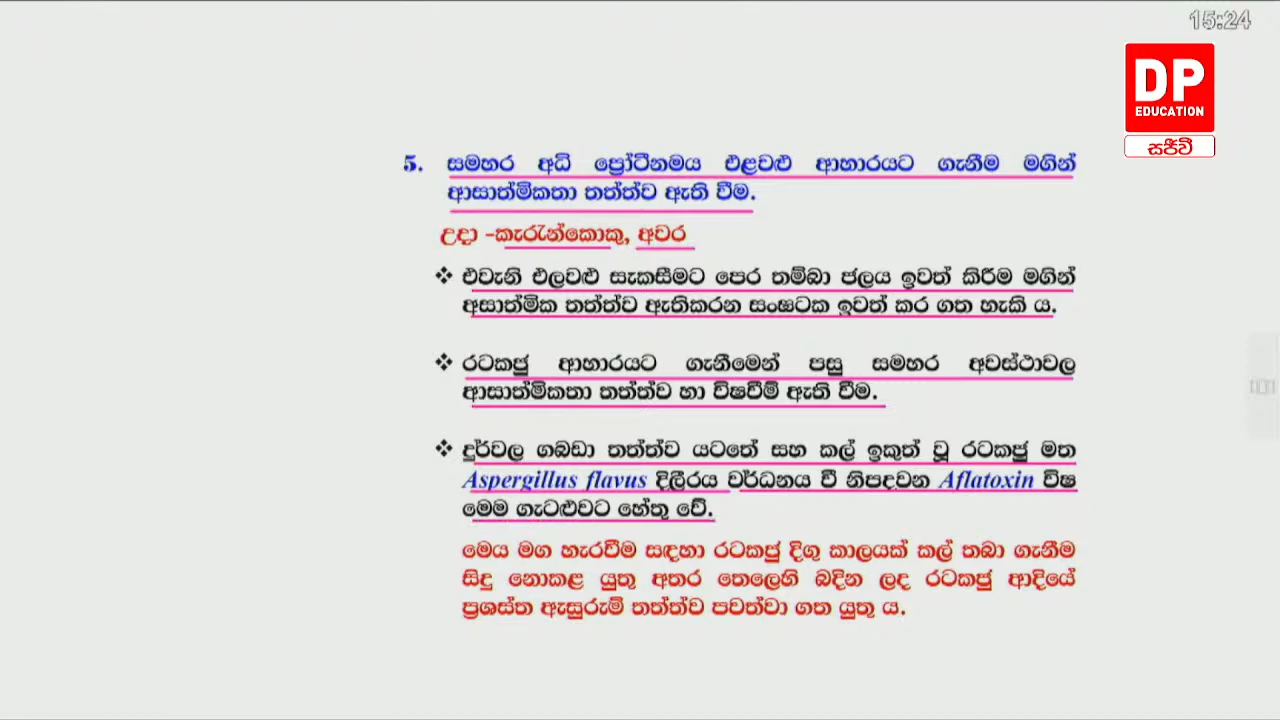 15:24
DP
EDUCATION
සජීවී
5. සමහර අධි ප්‍රෝටීනමය එළවළු ආහාරයට ගැනීම මගින්
ආසාත්මිකතා තත්ත්ව ඇති වීම.
උදා -කැරැන්කොකු, අවර
❖ එවැනි එලවළු සැකසීමට පෙර තම්බා ජලය ඉවත් කිරීම මගින්
අසාත්මික තත්ත්ව ඇතිකරන සංඝටක ඉවත් කර ගත හැකි ය.
❖ රටකජු ආහාරයට ගැනීමෙන් පසු සමහර අවස්ථාවල
ආසාත්මිකතා තත්ත්ව හා විෂවීම් ඇති වීම.
❖ දුර්වල ගබඩා තත්ත්ව යටතේ සහ කල් ඉකුත් වූ රටකජු මත
Aspergillus flavus දිලීරය වර්ධනය වී නිපදවන Aflatoxin විෂ
මෙම ගැටළුවට හේතු වේ.
මෙය මග හැරවීම සඳහා රටකජු දිගු කාලයක් කල් තබා ගැනීම
සිදු නොකළ යුතු අතර තෙලෙහි බදින ලද රටකජු ආදියේ
ප්‍රශස්ත ඇසුරුම් තත්ත්ව පවත්වා ගත යුතු ය.